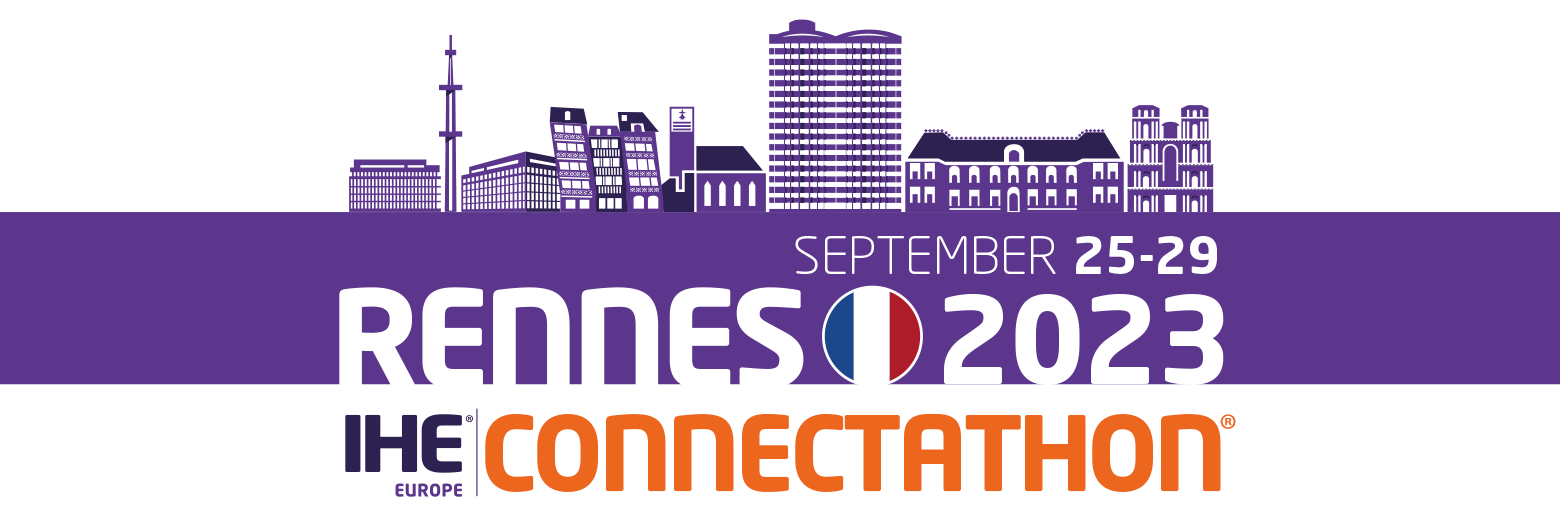 SEPTEMBER 25-29
RENNES 2023
IHE® CONNECTATHON®
EUROPE